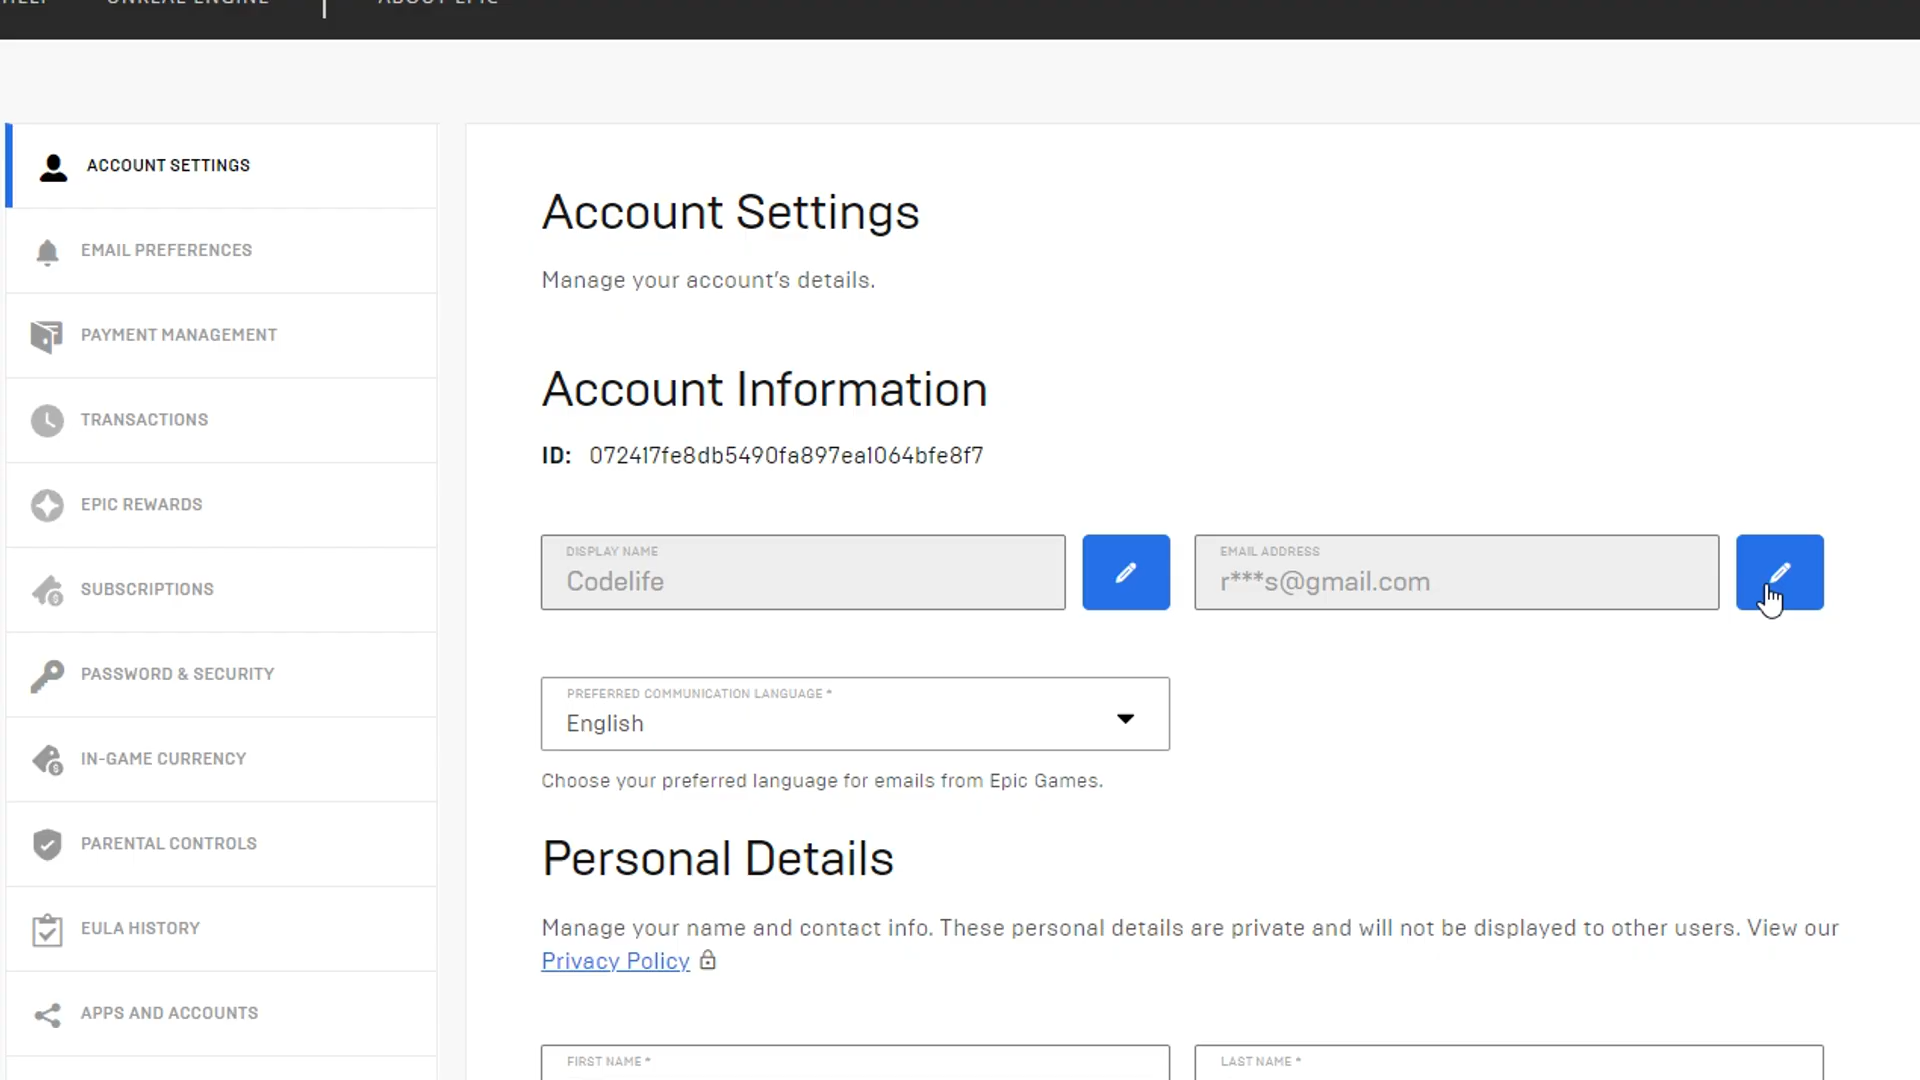 HELP UNREAL ENGINE ABOUT EPIC
ACCOUNT SETTINGS
EMAIL PREFERENCES
PAYMENT MANAGEMENT
TRANSACTIONS
EPIC REWARDS
SUBSCRIPTIONS
PASSWORD & SECURITY
IN-GAME CURRENCY
PARENTAL CONTROLS
EULA HISTORY
APPS AND ACCOUNTS
Account Settings
Manage your account's details.
Account Information
ID: 072417fe8db5490fa897ea1064bfe8f7
DISPLAY NAME
Codelife
EMAIL ADDRESS
r***s@gmail.com
PREFERRED COMMUNICATION LANGUAGE *
English
Choose your preferred language for emails from Epic Games.
Personal Details
Manage your name and contact info. These personal details are private and will not be displayed to other users. View our
Privacy Policy
FIRST NAME *
LAST NAME *